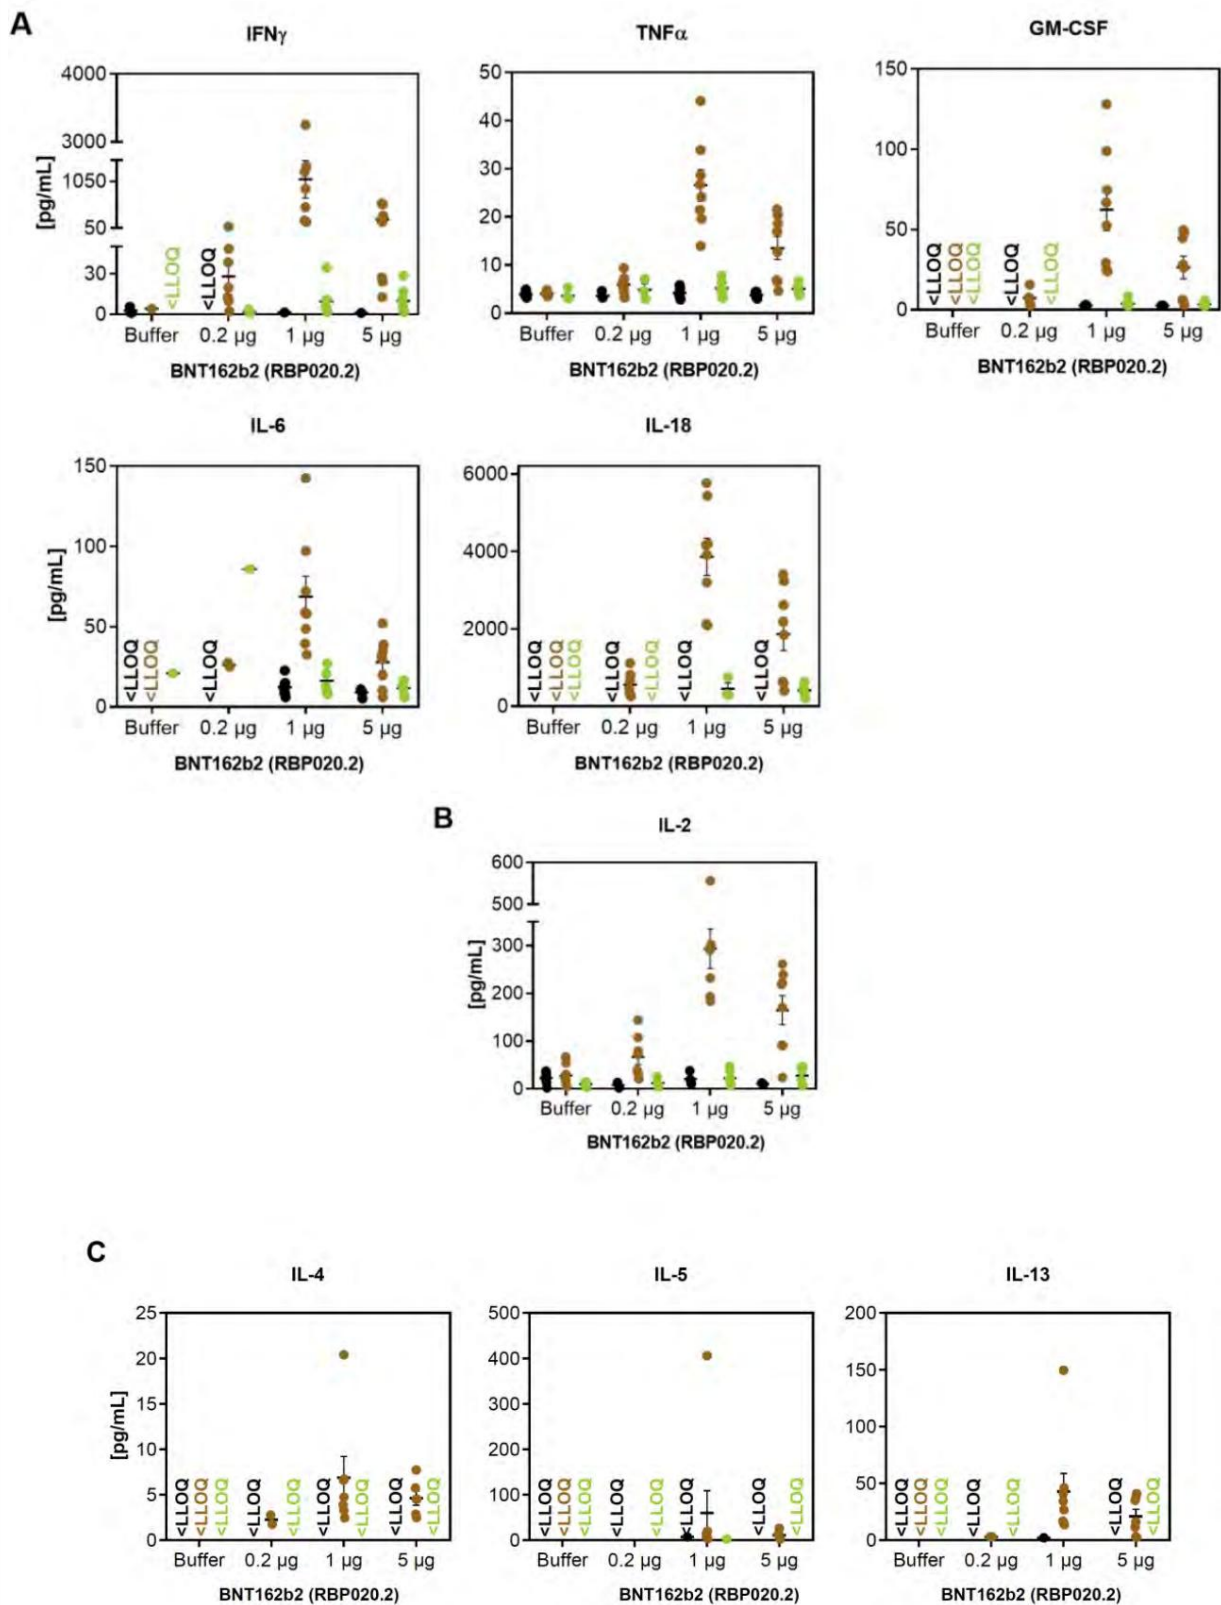 A
IFNγ
TNFα
GM-CSF
[pg/mL]
4000
3000
1050
50
30
0
<LLOQ
<LLOQ
Buffer
0.2 µg
1 µg
5 µg
BNT162b2 (RBP020.2)
50
40
30
20
10
0
Buffer
0.2 µg
1 µg
5 µg
BNT162b2 (RBP020.2)
150
100
50
0
<LLOQ
<LLOQ
<LLOQ
<LLOQ
<LLOQ
Buffer
0.2 µg
1 µg
5 µg
BNT162b2 (RBP020.2)
IL-6
IL-18
[pg/mL]
150
100
50
0
<LLOQ
<LLOQ
<LLOQ
Buffer
0.2 µg
1 µg
5 µg
BNT162b2 (RBP020.2)
6000
4000
2000
0
<LLOQ
<LLOQ
<LLOQ
<LLOQ
<LLOQ
<LLOQ
<LLOQ
Buffer
0.2 µg
1 µg
5 µg
BNT162b2 (RBP020.2)
B
IL-2
[pg/mL]
600
500
300
200
100
0
Buffer
0.2 µg
1 µg
5 µg
BNT162b2 (RBP020.2)
C
IL-4
IL-5
IL-13
[pg/mL]
25
20
15
10
5
0
<LLOQ
<LLOQ
<LLOQ
<LLOQ
<LLOQ
<LLOQ
<LLOQ
<LLOQ
<LLOQ
Buffer
0.2 µg
1 µg
5 µg
BNT162b2 (RBP020.2)
500
400
300
200
100
0
<LLOQ
<LLOQ
<LLOQ
<LLOQ
<LLOQ
<LLOQ
<LLOQ
<LLOQ
Buffer
0.2 µg
1 µg
5 µg
BNT162b2 (RBP020.2)
200
150
100
50
0
<LLOQ
<LLOQ
<LLOQ
<LLOQ
<LLOQ
<LLOQ
<LLOQ
<LLOQ
Buffer
0.2 µg
1 µg
5 µg
BNT162b2 (RBP020.2)